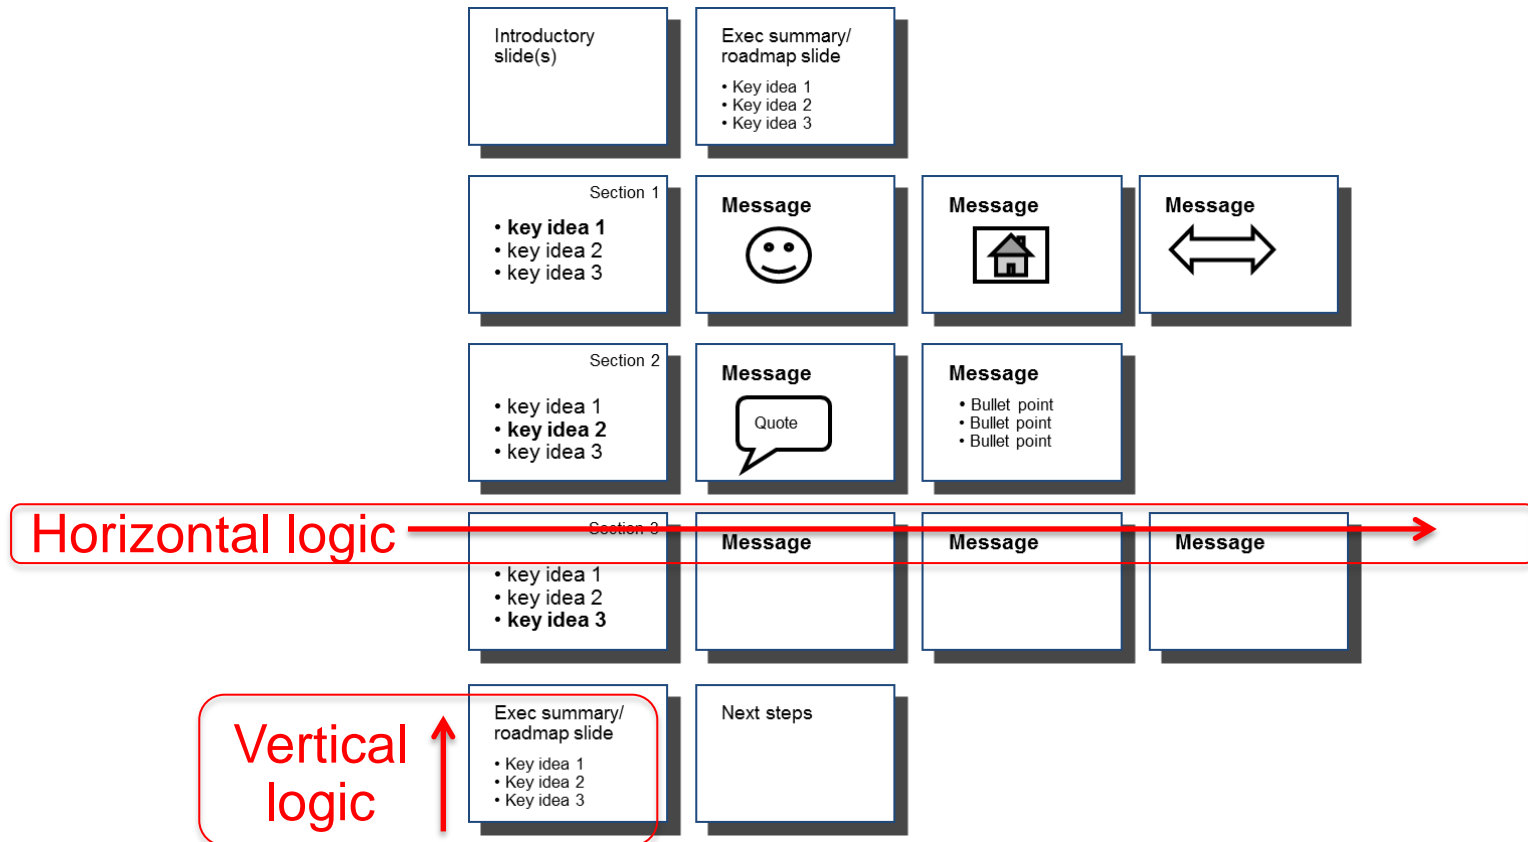 Introductory
slide(s)
Exec summary/
roadmap slide
• Key idea 1
• Key idea 2
• Key idea 3
Section 1
• key idea 1
• key idea 2
• key idea 3
Message
Message
Message
Section 2
• key idea 1
• key idea 2
• key idea 3
Message
Quote
Message
• Bullet point
• Bullet point
• Bullet point
Horizontal logic
Section 3
• key idea 1
• key idea 2
• key idea 3
Message
Message
Message
Vertical
logic
Exec summary/
roadmap slide
• Key idea 1
• Key idea 2
• Key idea 3
Next steps